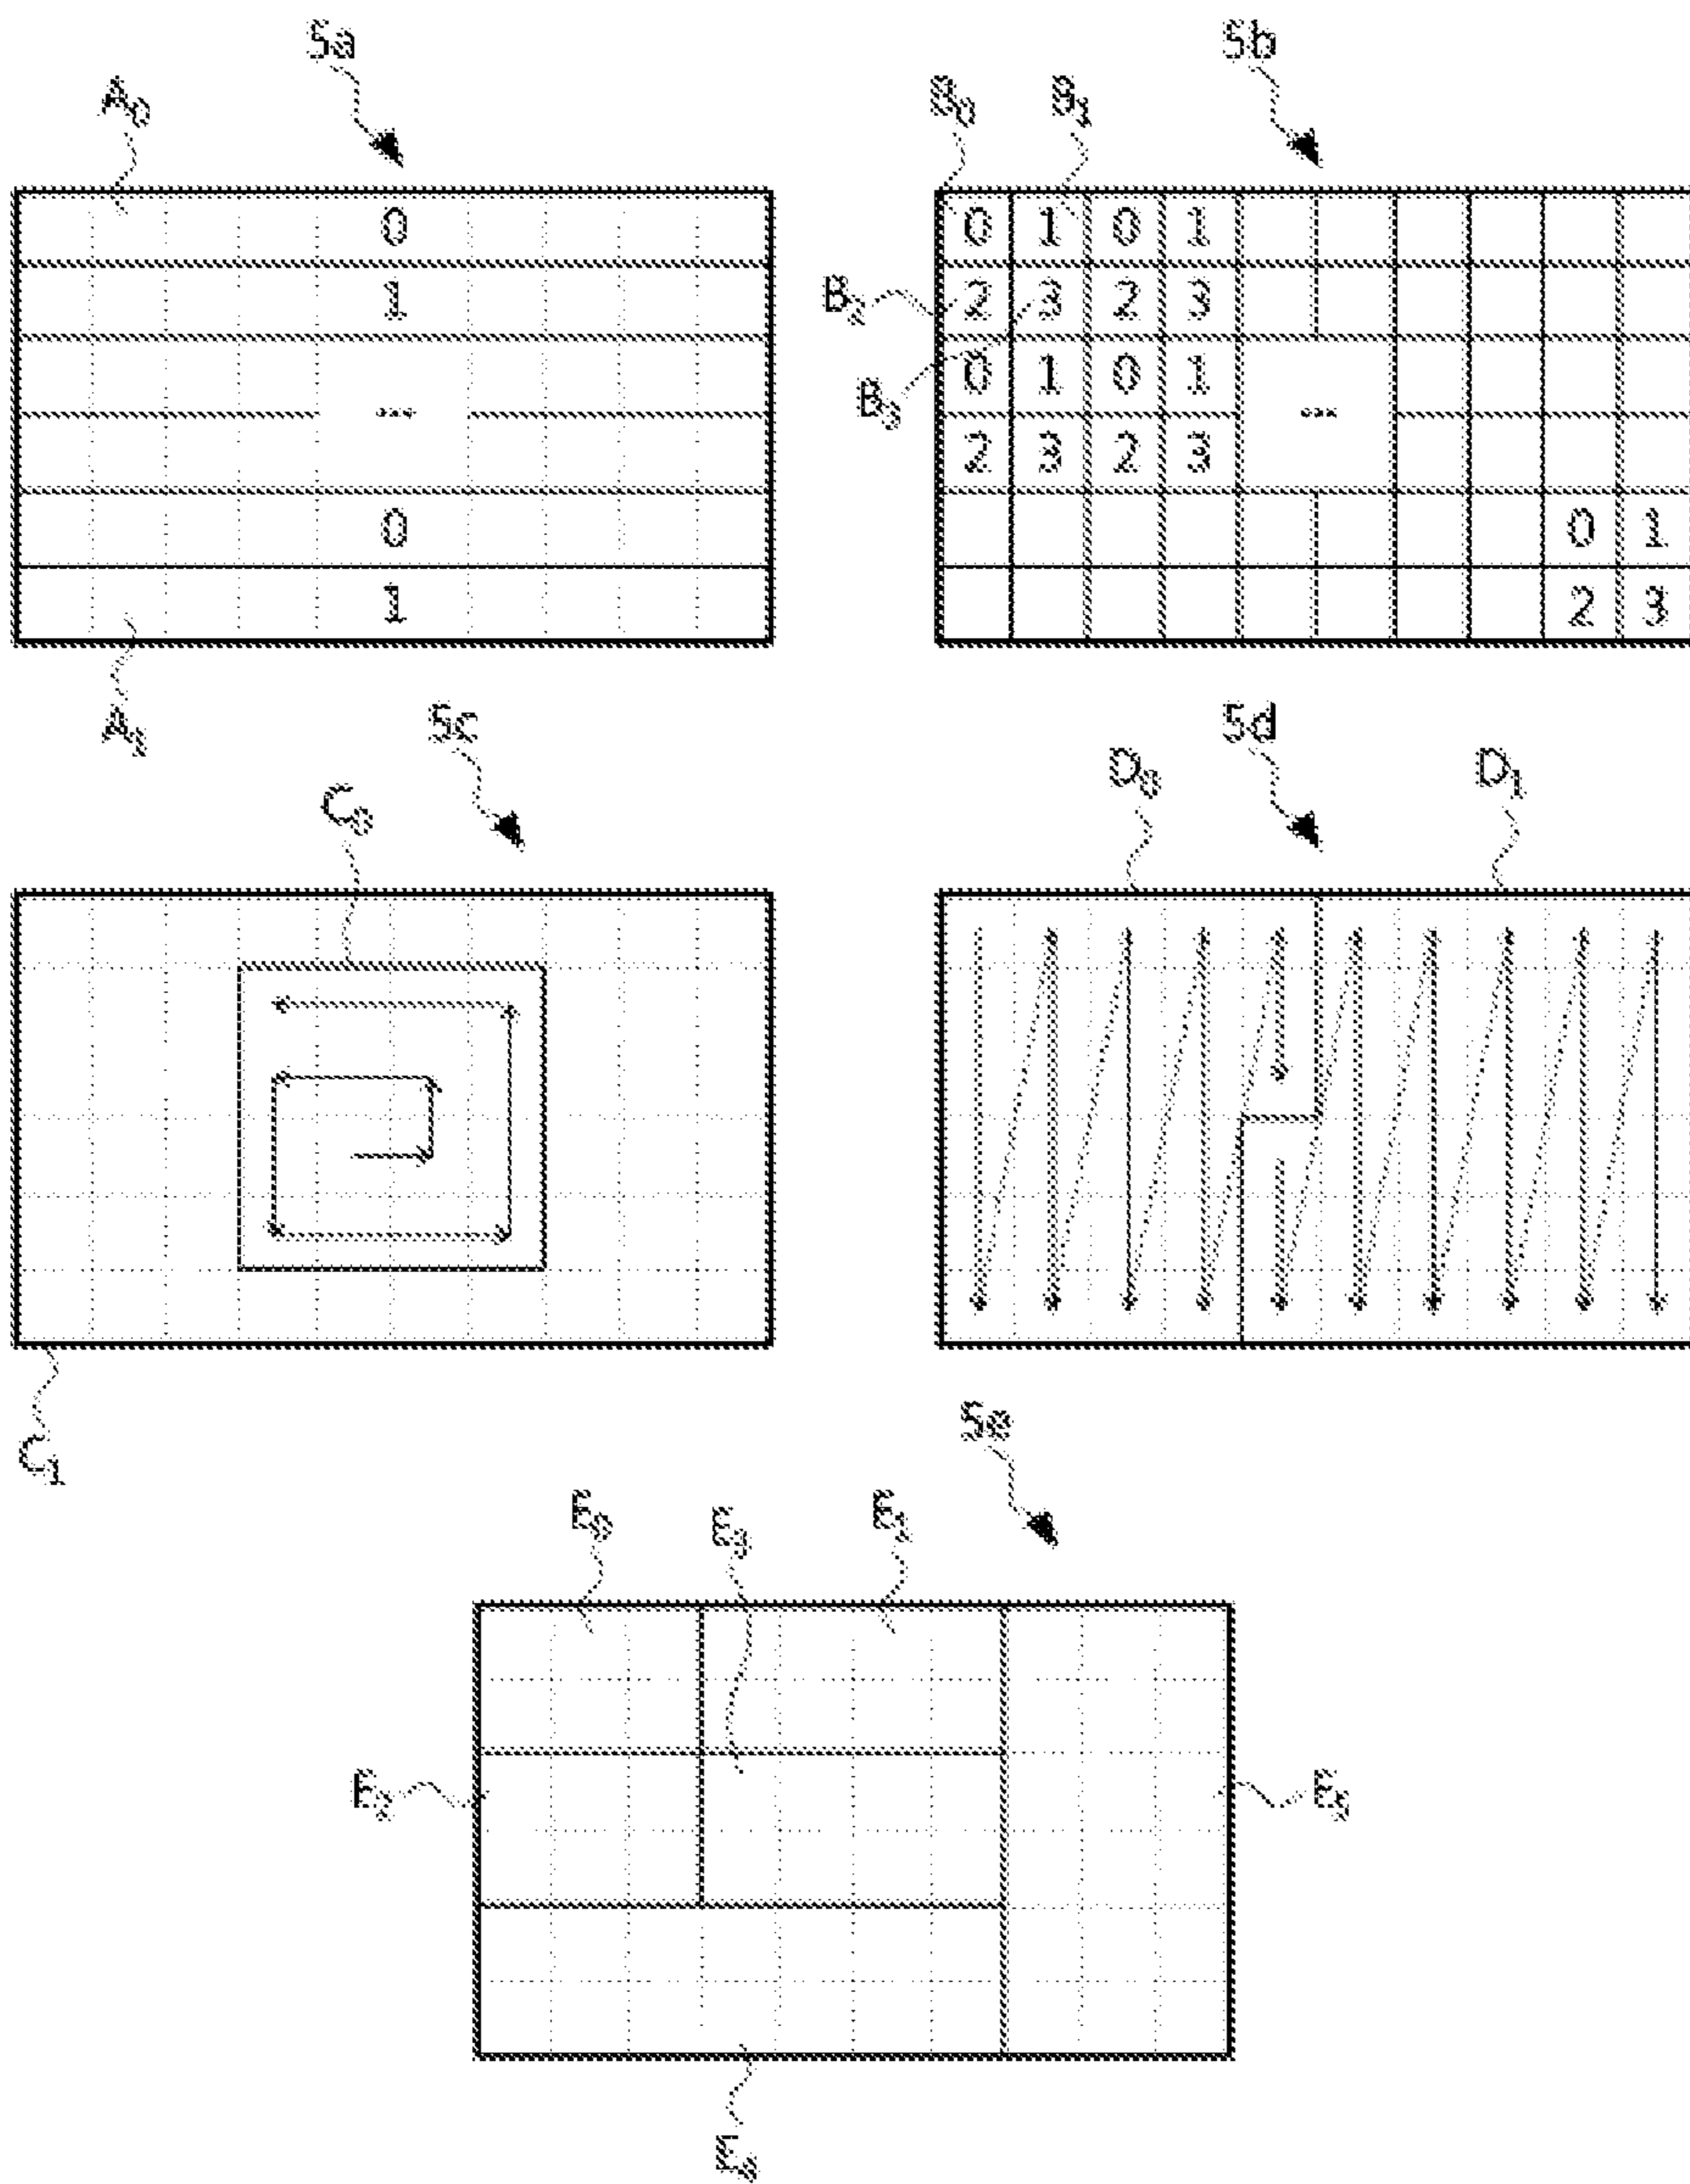 5a 5b
A₀ B₀ B₁
0 0 1 0 1
1 B₂ 2 3 2 3
0 1 0 1
... B₃ ...
2 3 2 3
0 0 1
1 2 3
A₁ 5c 5d
C₀ D₀ D₁
C₁ 5e
E₀ E₃ E₁
E₂ E₅
E₄